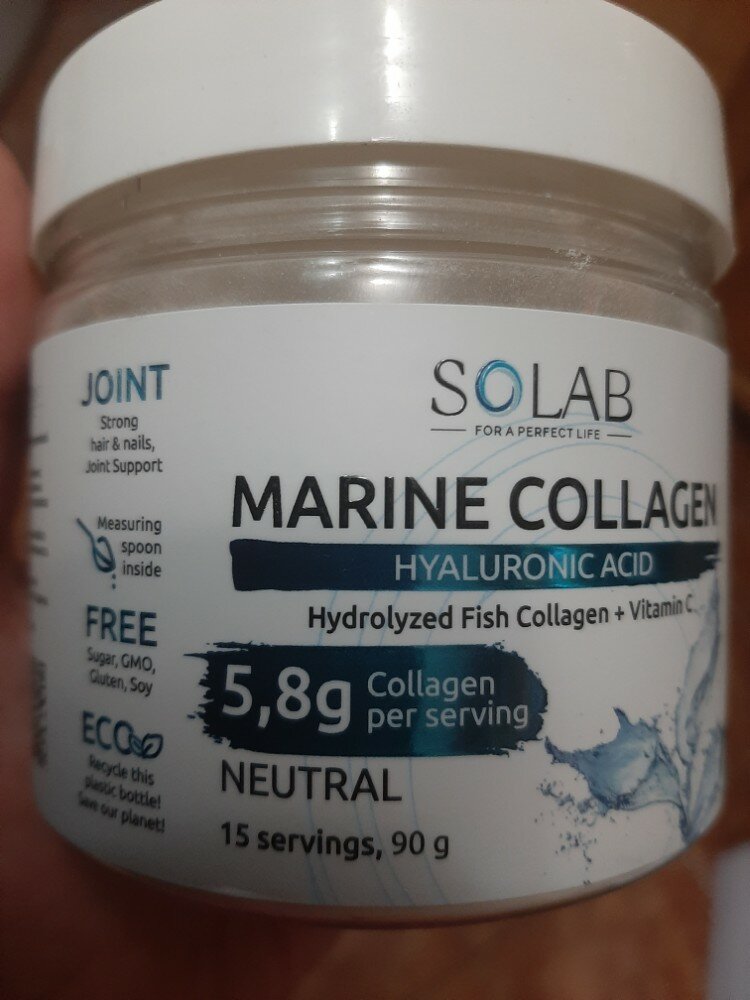 JOINT
Strong
hair & nails,
Joint Support
Measuring
spoon
inside
FREE
Sugar, GMO,
Gluten, Soy
ECO
Recycle this
plastic bottle!
Save our planet!
SOLAB
FOR A PERFECT LIFE
MARINE COLLAGEN
HYALURONIC ACID
Hydrolyzed Fish Collagen + Vitamin C
5,8g
Collagen
per serving
NEUTRAL
15 servings, 90 g